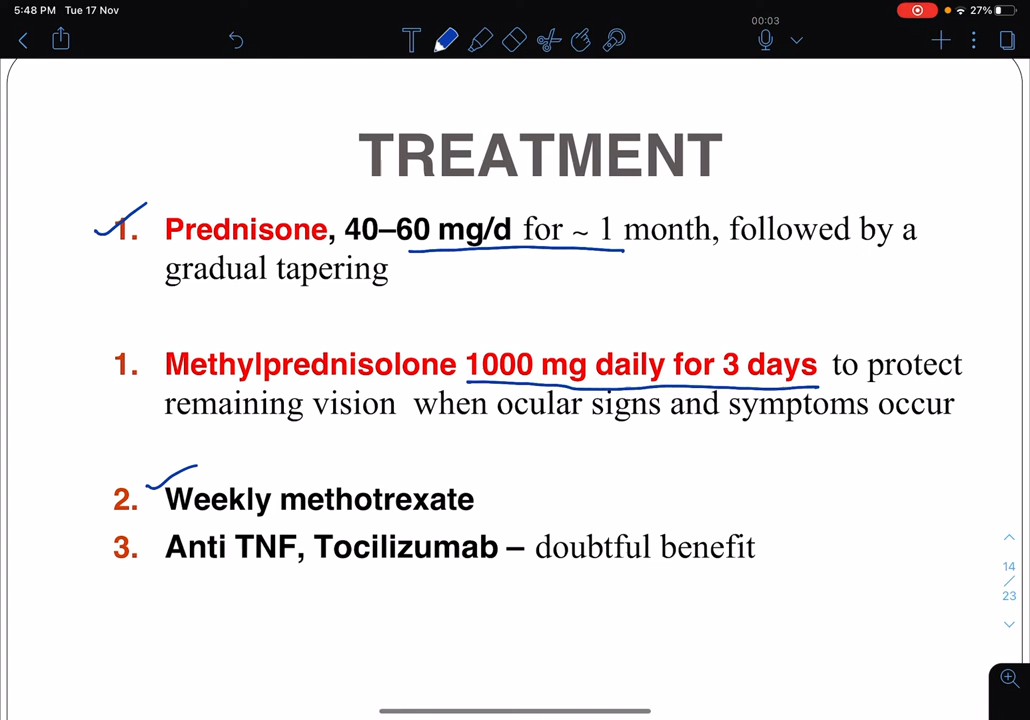 5:48 PM Tue 17 Nov
27%
00:03
T
TREATMENT
1. Prednisone, 40–60 mg/d for ~ 1 month, followed by a
gradual tapering
1. Methylprednisolone 1000 mg daily for 3 days to protect
remaining vision when ocular signs and symptoms occur
2. Weekly methotrexate
3. Anti TNF, Tocilizumab – doubtful benefit
14
/
23